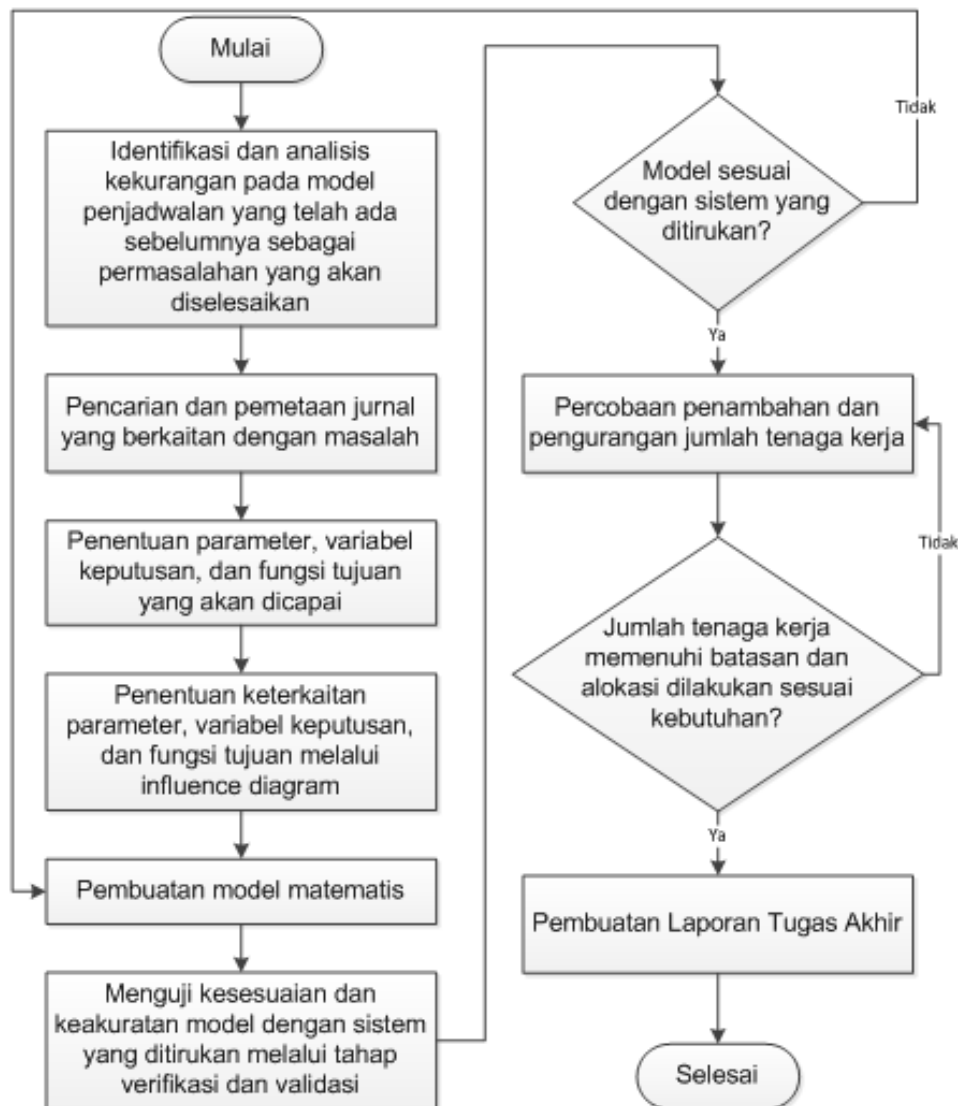 Mulai
Identifikasi dan analisis
kekurangan pada model
penjadwalan yang telah ada
sebelumnya sebagai
permasalahan yang akan
diselesaikan
Pencarian dan pemetaan jurnal
yang berkaitan dengan masalah
Penentuan parameter, variabel
keputusan, dan fungsi tujuan
yang akan dicapai
Penentuan keterkaitan
parameter, variabel keputusan,
dan fungsi tujuan melalui
influence diagram
Pembuatan model matematis
Menguji kesesuaian dan
keakuratan model dengan sistem
yang ditirukan melalui tahap
verifikasi dan validasi
Model sesuai
dengan sistem yang
ditirukan?
Tidak
Ya
Percobaan penambahan dan
pengurangan jumlah tenaga kerja
Jumlah tenaga kerja
memenuhi batasan dan
alokasi dilakukan sesuai
kebutuhan?
Tidak
Ya
Pembuatan Laporan Tugas Akhir
Selesai